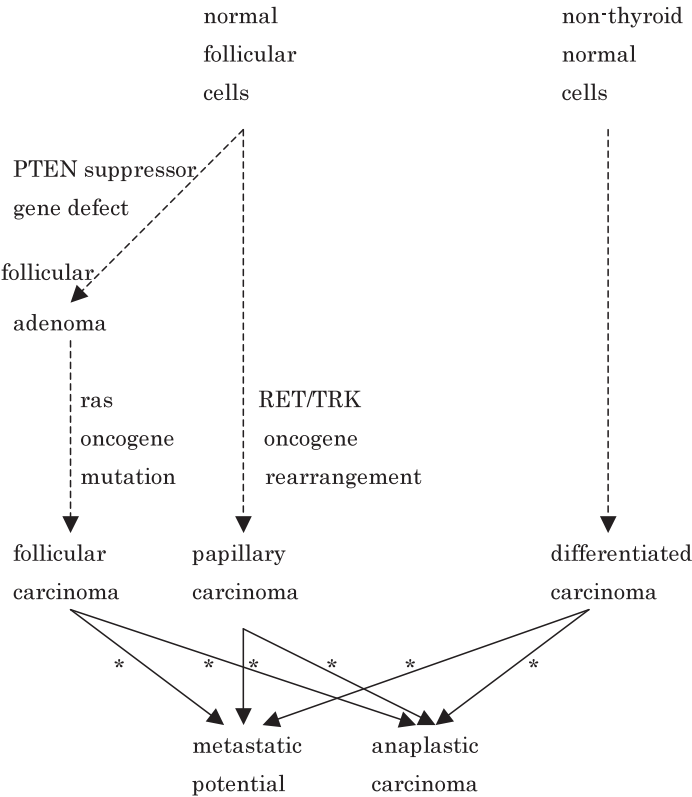 normal
follicular
cells
non-thyroid
normal
cells
PTEN suppressor
gene defect
follicular
adenoma
ras
oncogene
mutation
RET/TRK
oncogene
rearrangement
follicular
carcinoma
papillary
carcinoma
differentiated
carcinoma
* * * * * *
metastatic
potential
anaplastic
carcinoma